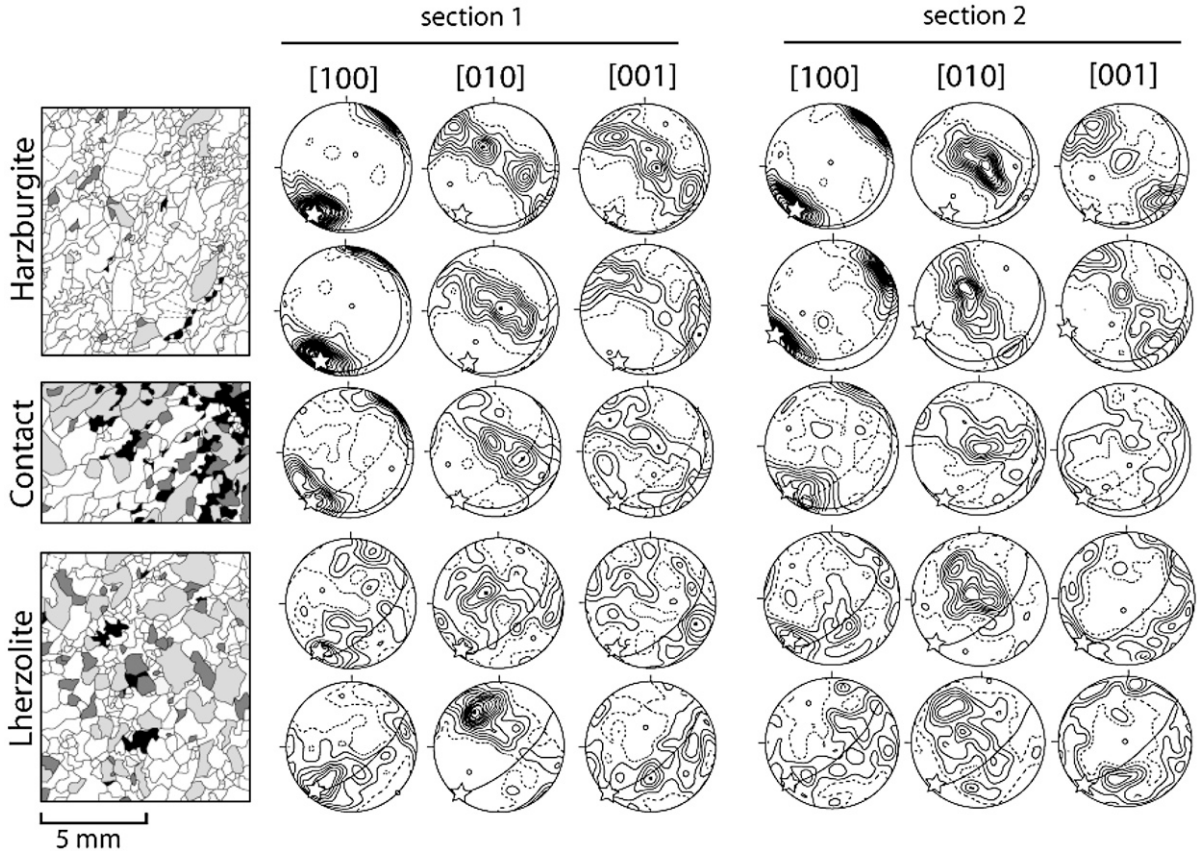 section 1
section 2
[100] [010] [001]
[100] [010] [001]
Harzburgite
Contact
Lherzolite
5 mm